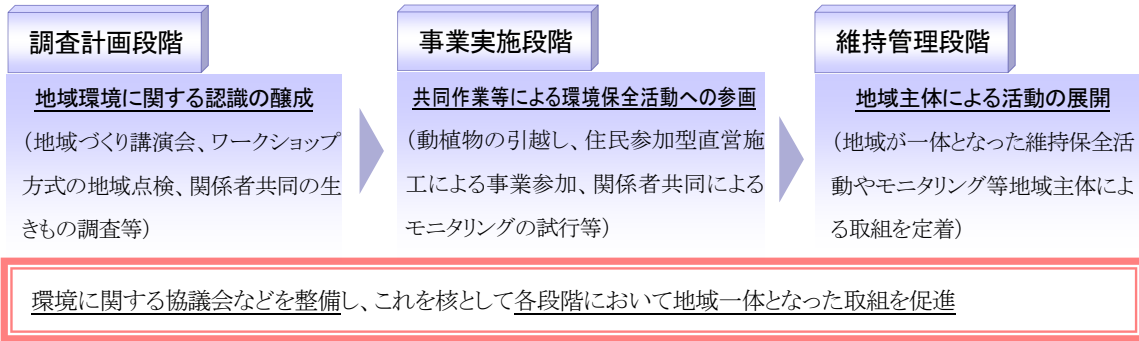 調査計画段階
地域環境に関する認識の醸成
（地域づくり講演会、ワークショップ
方式の地域点検、関係者共同の生
きもの調査等）
事業実施段階
共同作業等による環境保全活動への参画
（動植物の引越し、住民参加型直営施
工による事業参加、関係者共同による
モニタリングの試行等）
維持管理段階
地域主体による活動の展開
（地域が一体となった維持保全活
動やモニタリング等地域主体によ
る取組を定着）
環境に関する協議会などを整備し、これを核として各段階において地域一体となった取組を促進